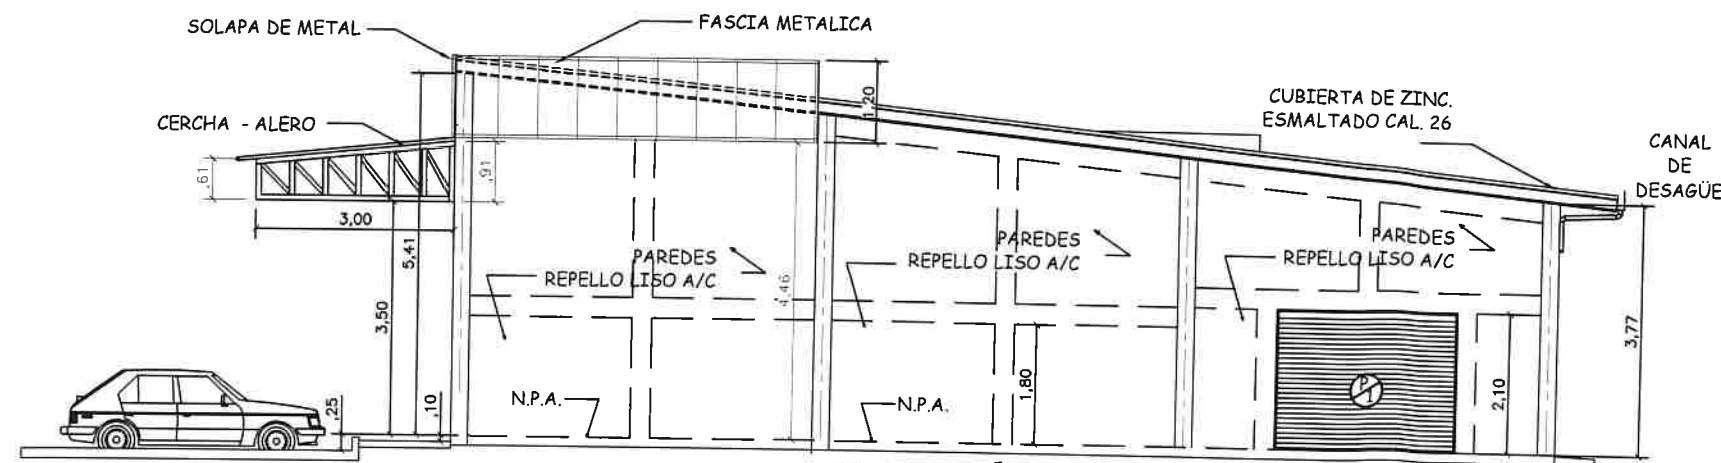 SOLAPA DE METAL
FASCIA METALICA
CERCHA - ALERO
1,20
CUBIERTA DE ZINC.
ESMALTADO CAL. 26
CANAL
DE
DESAGÜE
,61
,91
3,00
5,41
3,50
PAREDES
REPELLO LISO A/C
4,46
PAREDES
REPELLO LISO A/C
PAREDES
REPELLO LISO A/C
3,77
,25
,10
N.P.A.
N.P.A.
1,80
P
1
2,10